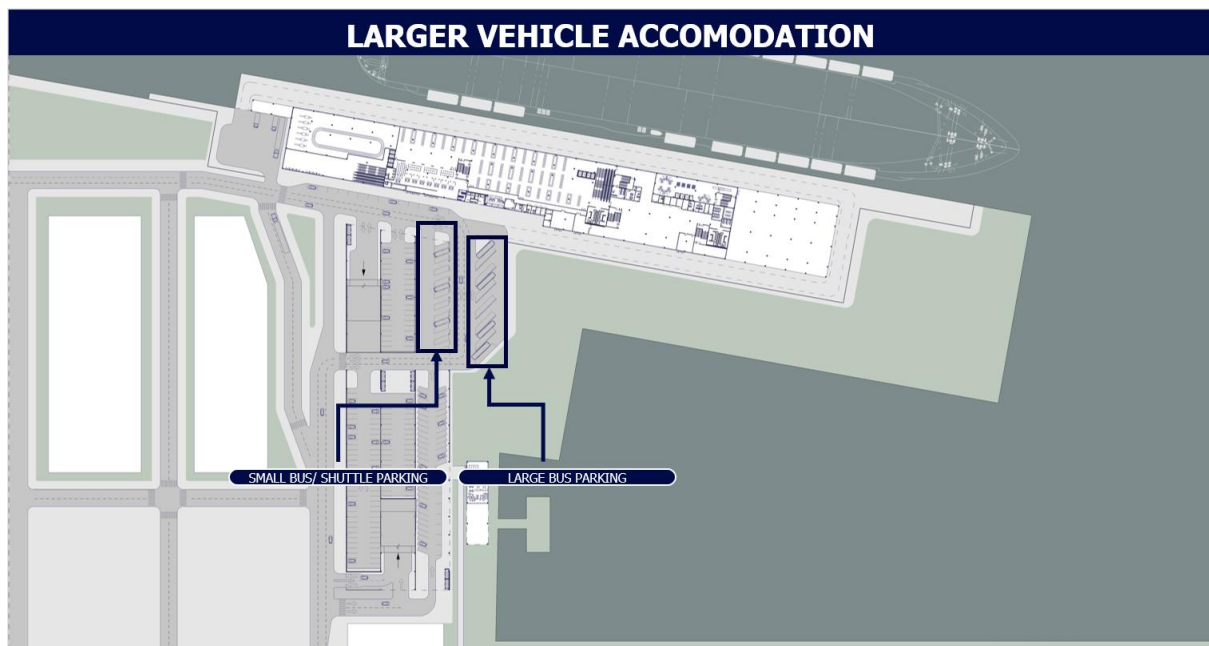 LARGER VEHICLE ACCOMODATION
SMALL BUS/ SHUTTLE PARKING
LARGE BUS PARKING